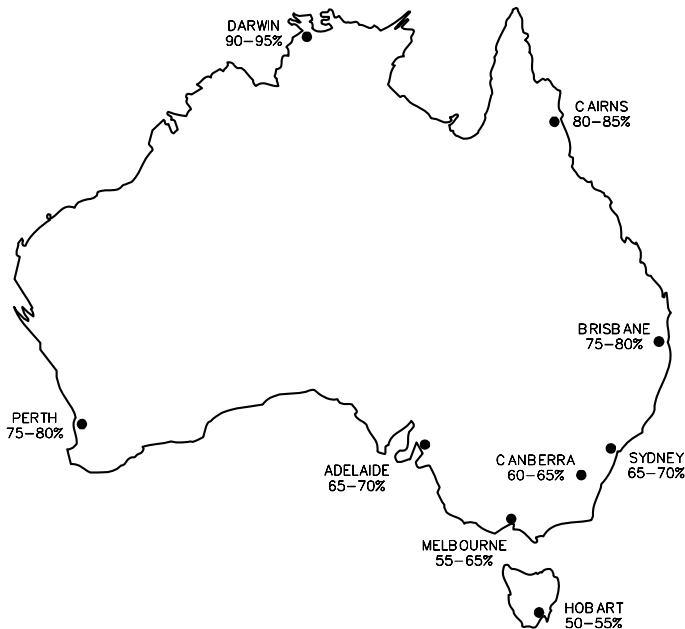 DARWIN
90-95%
CAIRNS
80-85%
BRISBANE
75-80%
PERTH
75-80%
ADELAIDE
65-70%
CANBERRA
60-65%
SYDNEY
65-70%
MELBOURNE
55-65%
HOBART
50-55%